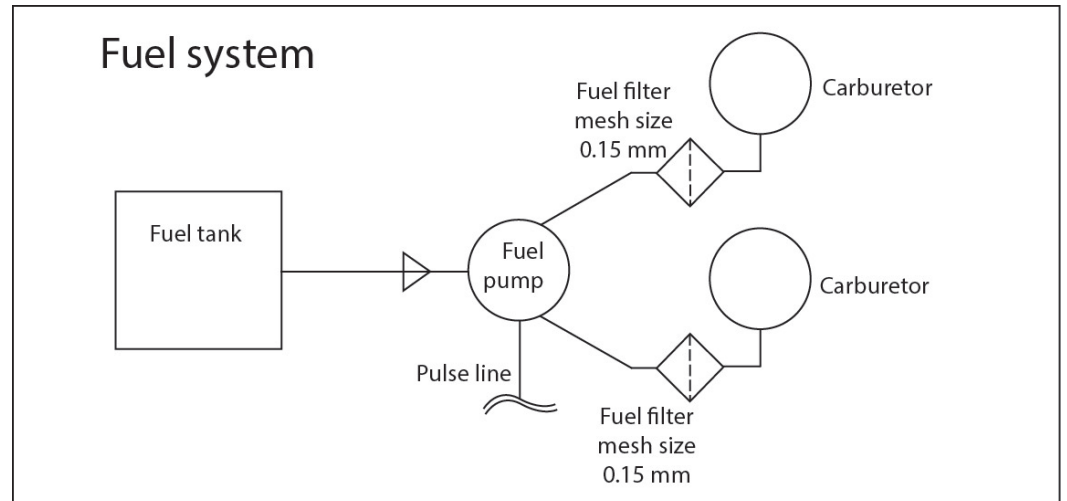 Fuel system
Fuel filter
mesh size
0.15 mm
Carburetor
Fuel tank
Fuel
pump
Carburetor
Pulse line
Fuel filter
mesh size
0.15 mm